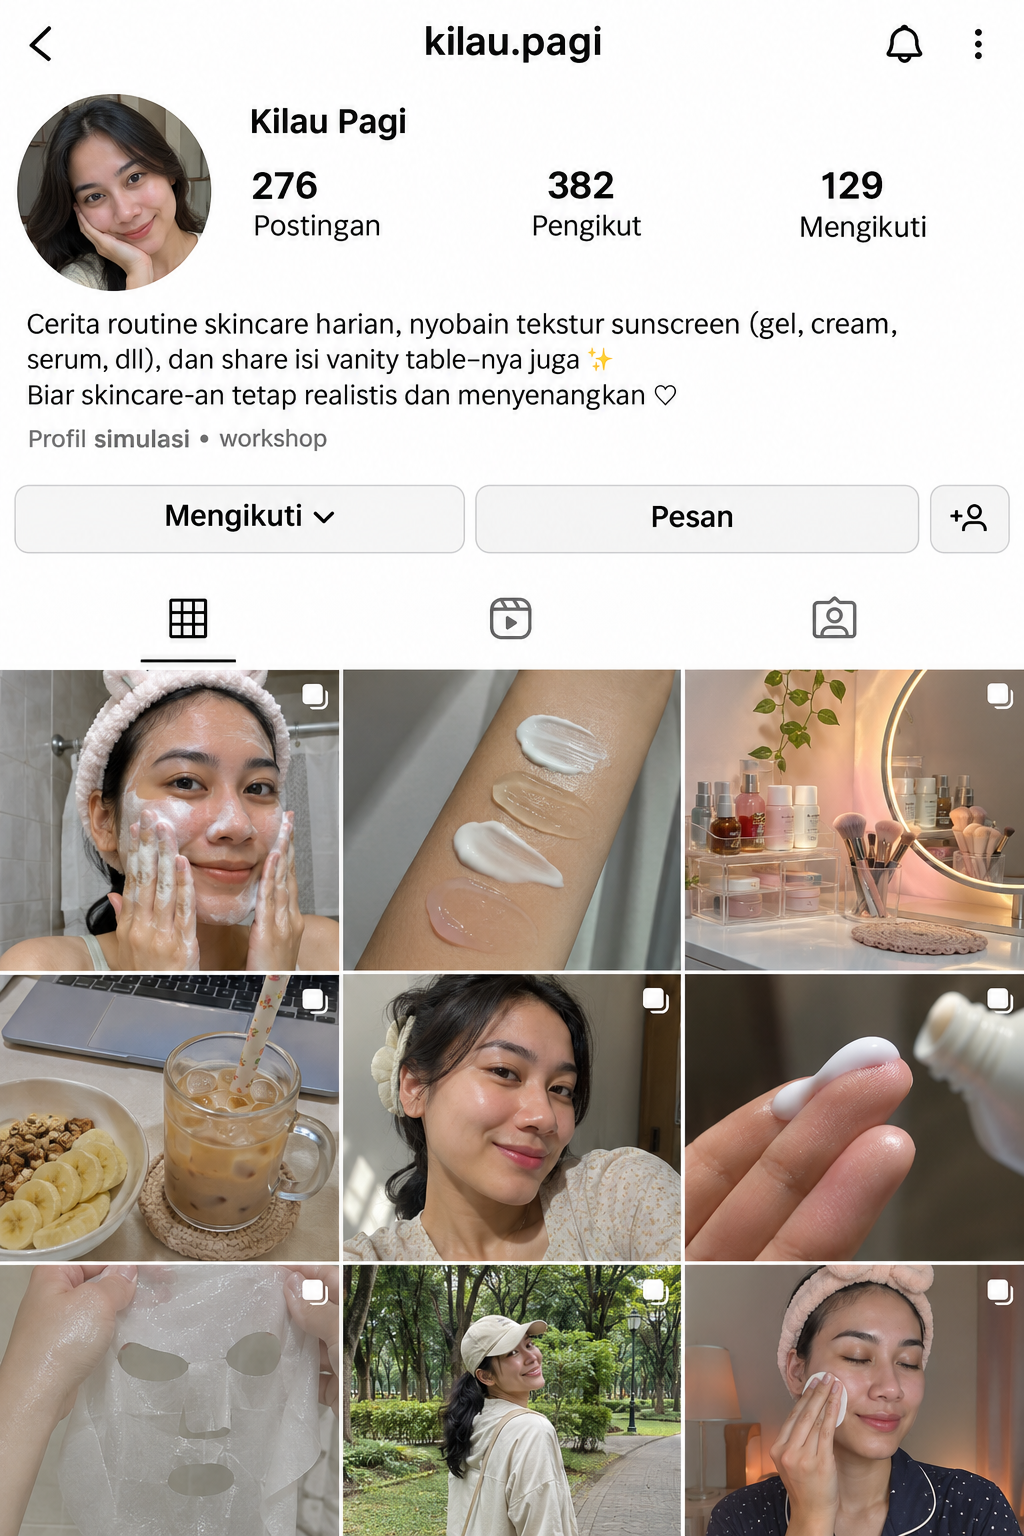 kilau.pagi
Kilau Pagi
276 382 129
Postingan Pengikut Mengikuti
Cerita routine skincare harian, nyobain tekstur sunscreen (gel, cream,
serum, dll), dan share isi vanity table–nya juga ✨
Biar skincare-an tetap realistis dan menyenangkan ♡
Profil simulasi • workshop
Mengikuti
Pesan